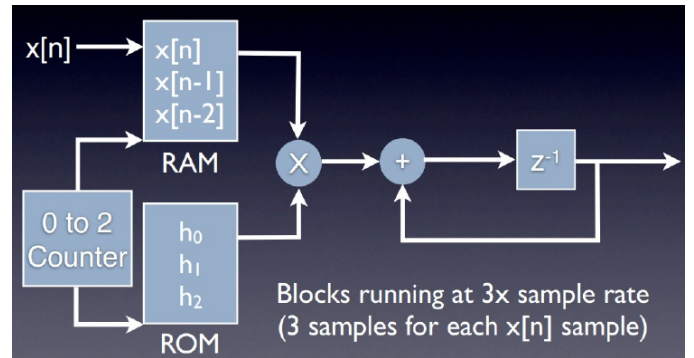 x[n]
x[n]
x[n-1]
x[n-2]
RAM
X
+
z⁻¹
0 to 2
Counter
h₀
h₁
h₂
ROM
Blocks running at 3x sample rate
(3 samples for each x[n] sample)